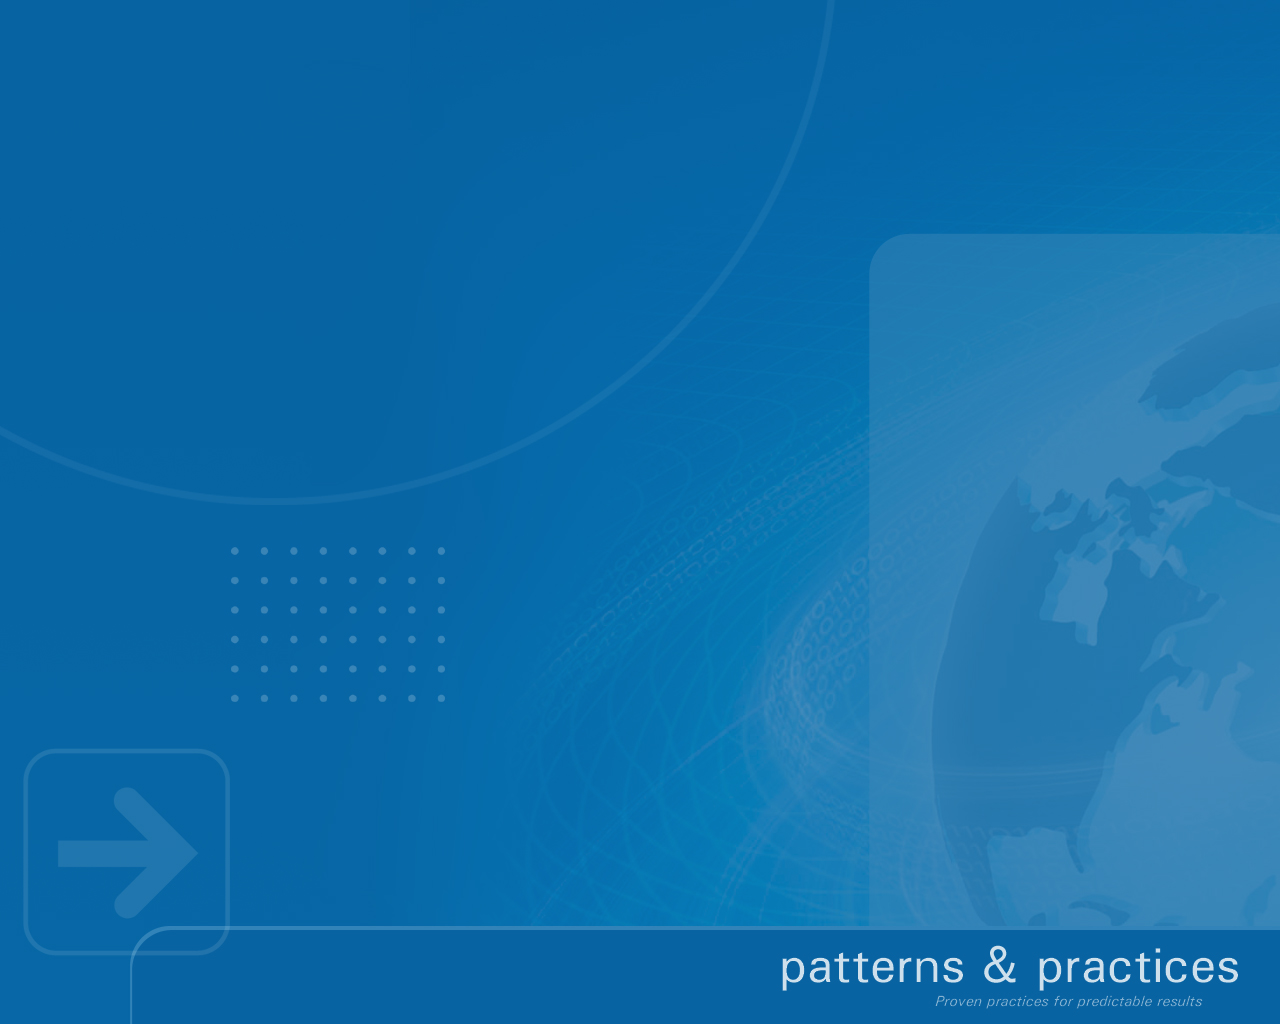 patterns & practices
Proven practices for predictable results